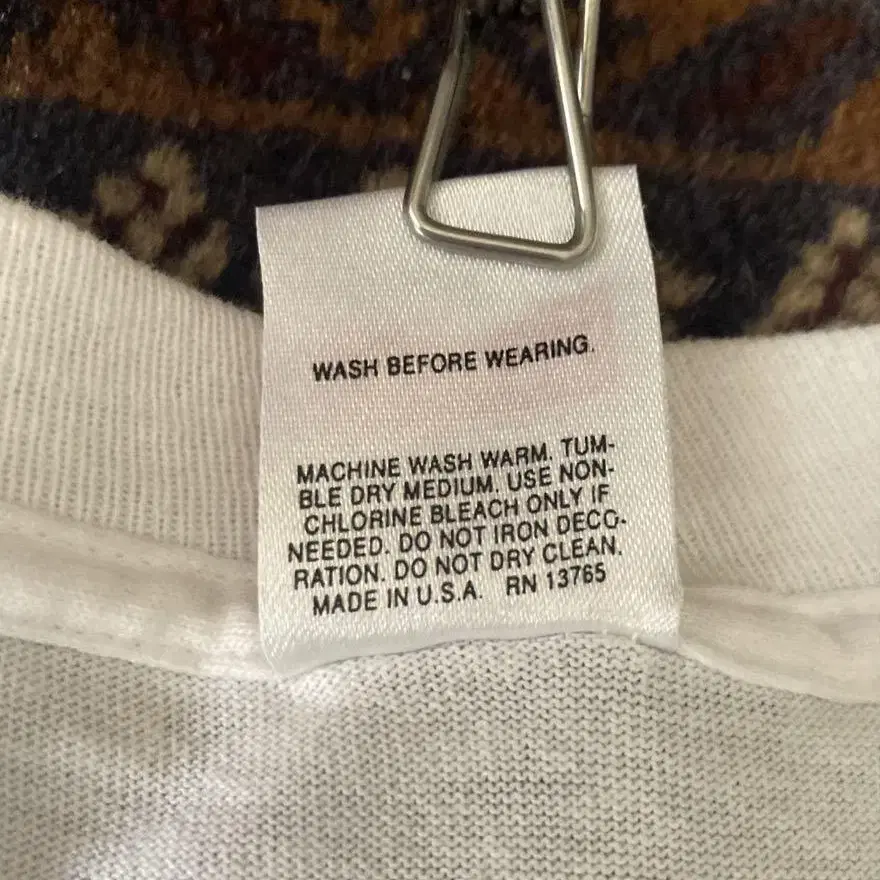 WASH BEFORE WEARING.
MACHINE WASH WARM. TUM-
BLE DRY MEDIUM. USE NON-
CHLORINE BLEACH ONLY IF
NEEDED. DO NOT IRON DECO-
RATION. DO NOT DRY CLEAN.
MADE IN U.S.A. RN 13765